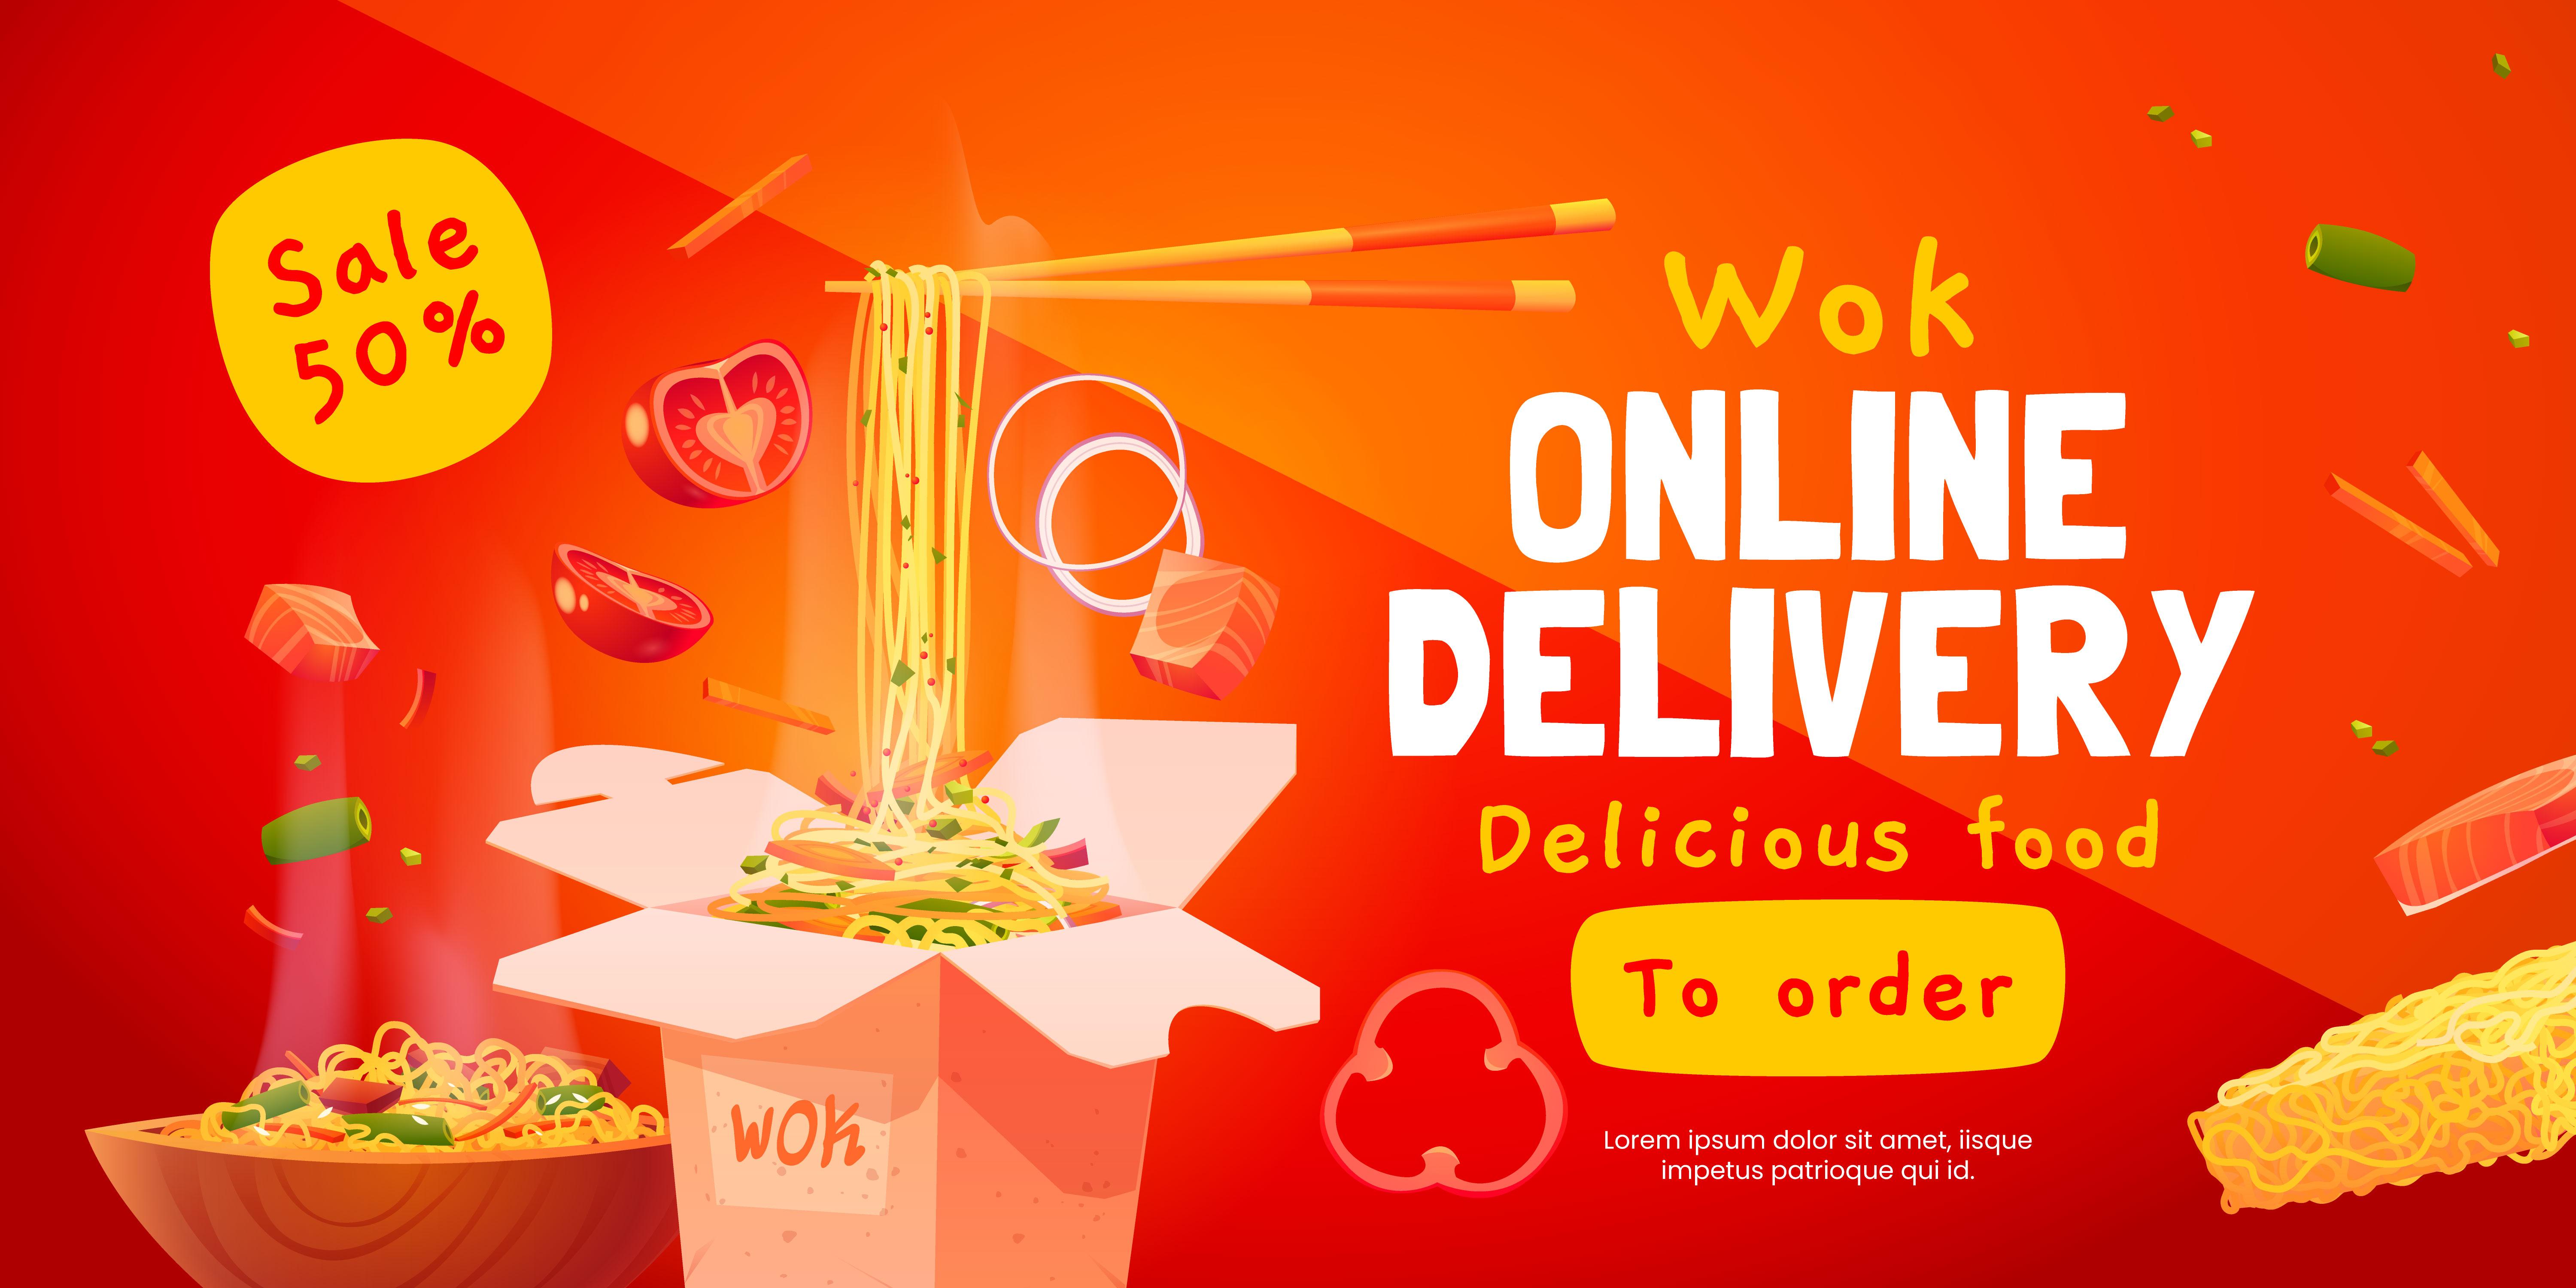 Sale
50%
Wok
ONLINE
DELIVERY
Delicious food
To order
Lorem ipsum dolor sit amet, iisque
impetus patrioque qui id.
WOK